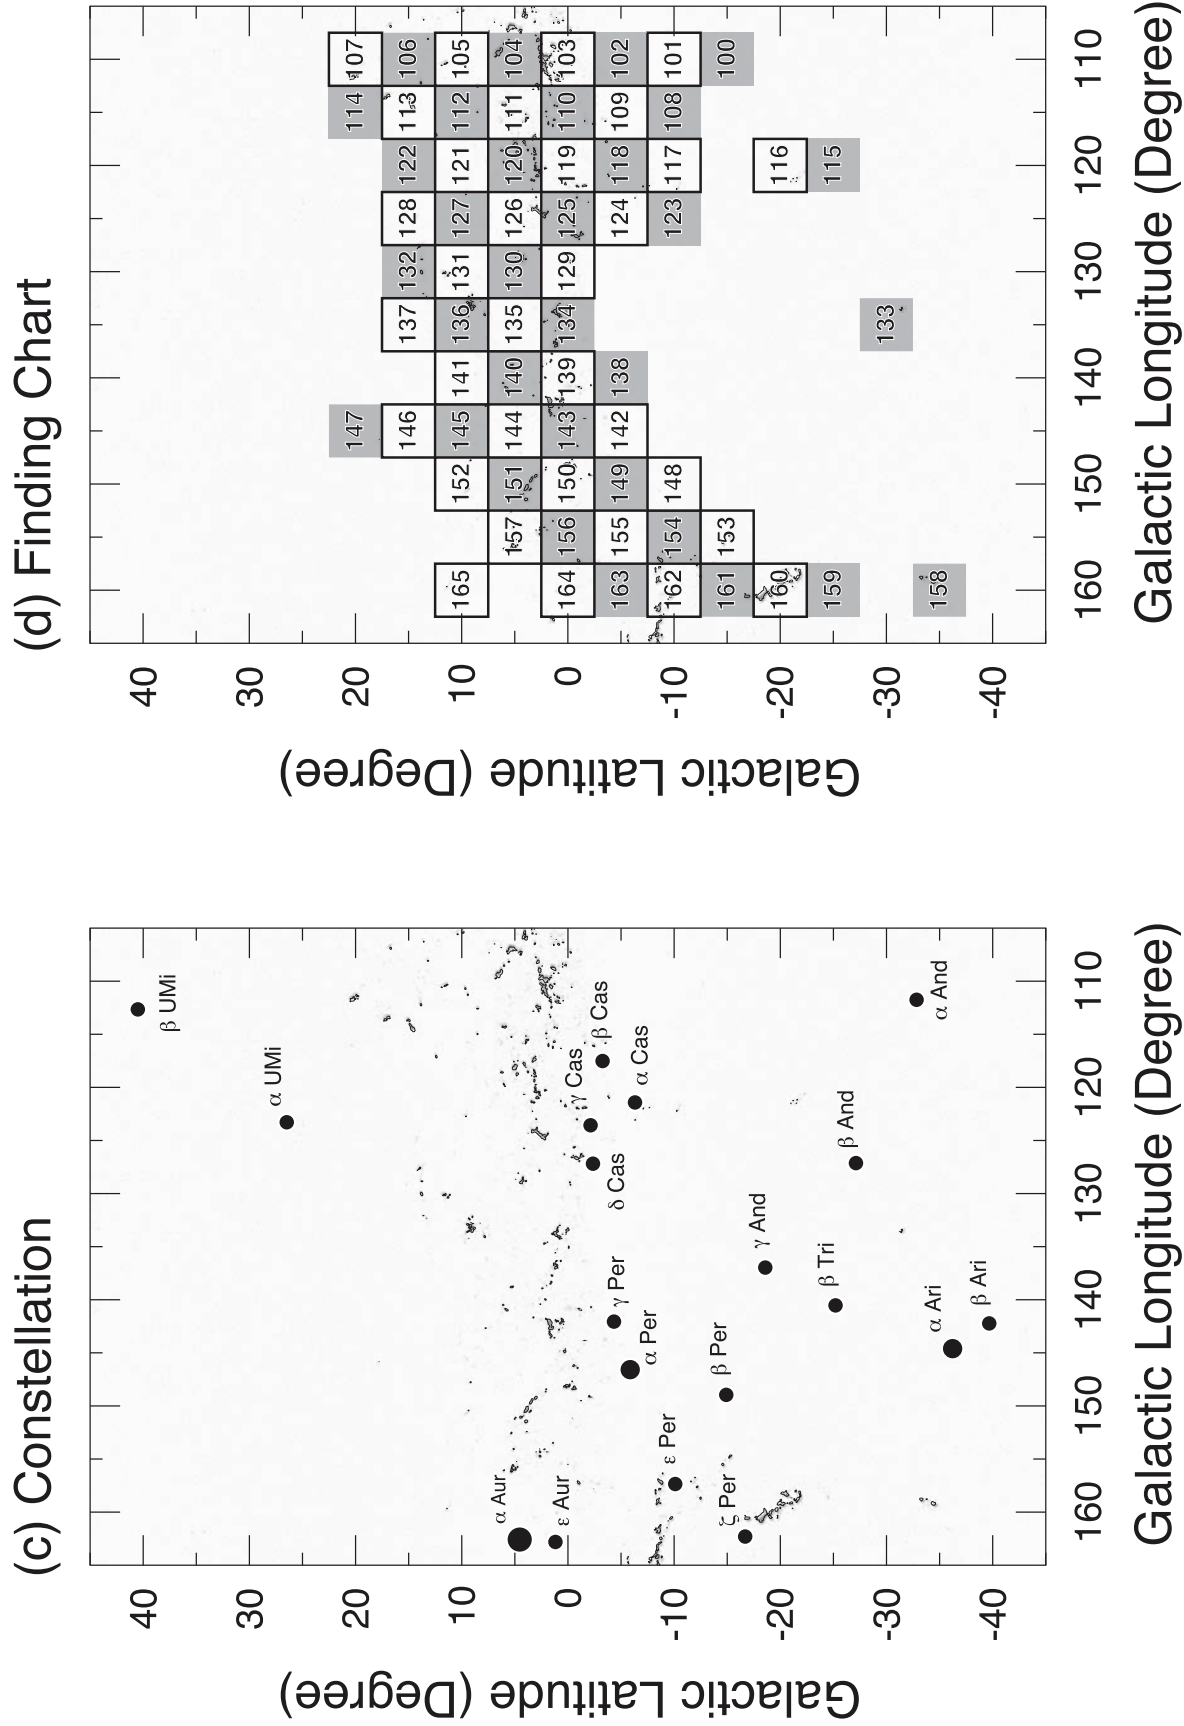 (c) Constellation
Galactic Latitude (Degree)
40
30
20
10
0
-10
-20
-30
-40
β UMi
α UMi
α Aur
ε Aur
γ Cas
β Cas
δ Cas
γ Per
α Cas
α Per
ε Per
β Per
ζ Per
γ And
β Tri
β And
α Ari
α And
β Ari
160 150 140 130 120 110
Galactic Longitude (Degree)
(d) Finding Chart
Galactic Latitude (Degree)
40
30
20
10
0
-10
-20
-30
-40
147 114 107
146 137 132 128 122 113 106
165 152 145 141 136 131 127 121 112 105
157 151 144 140 135 130 126 120 111 104
164 156 150 143 139 134 129 125 119 110 103
163 155 149 142 138 124 118 109 102
162 154 148 123 117 108 101
161 153 100
160 116
159 115
133
158
160 150 140 130 120 110
Galactic Longitude (Degree)